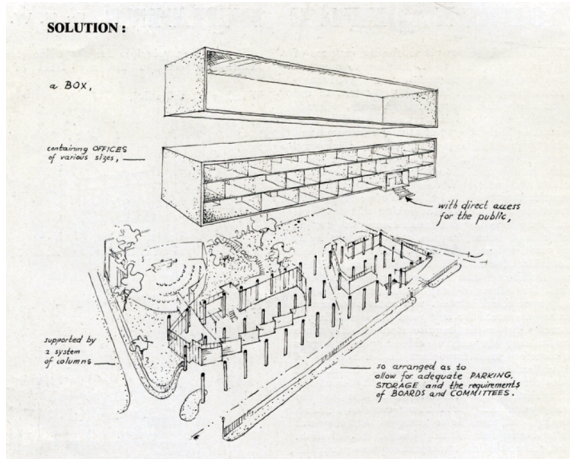 SOLUTION :
a BOX,
containing OFFICES
of various sizes,
with direct access
for the public,
supported by
a system
of columns
so arranged as to
allow for adequate PARKING,
STORAGE and the requirements
of BOARDS and COMMITTEES.